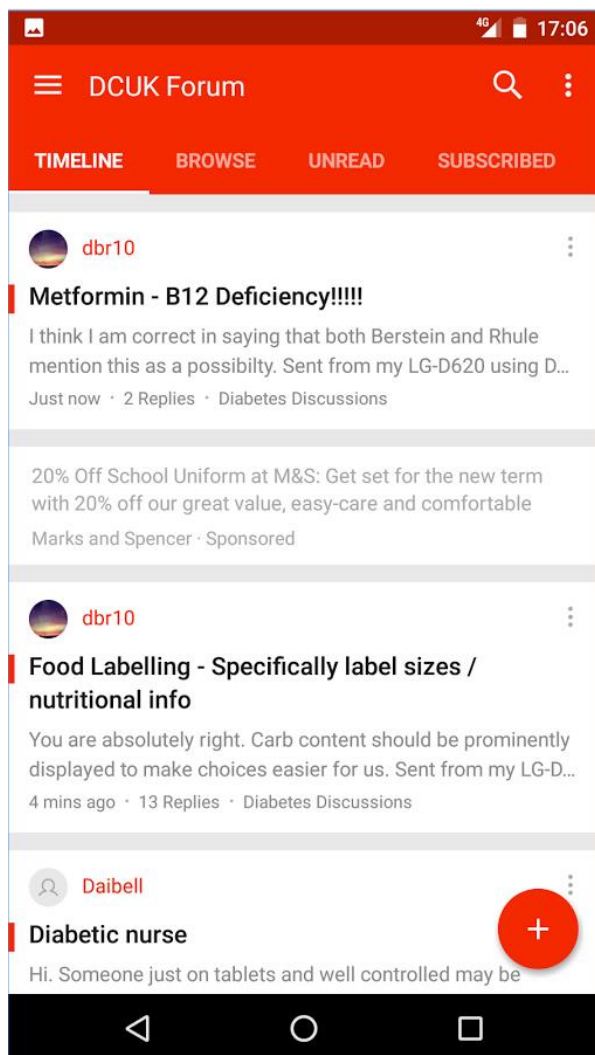 4G 17:06
DCUK Forum
TIMELINE BROWSE UNREAD SUBSCRIBED
dbr10
Metformin - B12 Deficiency!!!!!
I think I am correct in saying that both Berstein and Rhule
mention this as a possibilty. Sent from my LG-D620 using D...
Just now · 2 Replies · Diabetes Discussions
20% Off School Uniform at M&S: Get set for the new term
with 20% off our great value, easy-care and comfortable
Marks and Spencer · Sponsored
dbr10
Food Labelling - Specifically label sizes /
nutritional info
You are absolutely right. Carb content should be prominently
displayed to make choices easier for us. Sent from my LG-D...
4 mins ago · 13 Replies · Diabetes Discussions
Daibell
Diabetic nurse
Hi. Someone just on tablets and well controlled may be